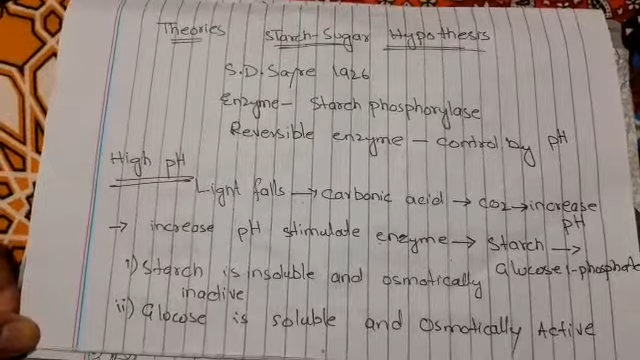 Theories Starch-Sugar Hypothesis
S.D. Sayre 1926
Enzyme- Starch phosphorylase
Reversible enzyme - control by pH
High pH
Light falls → carbonic acid → CO2 → increase pH
→ increase pH stimulate enzyme → Starch →
Glucose 1-phosphate
i) Starch is insoluble and osmotically
inactive
ii) Glocose is soluble and Osmotically Active